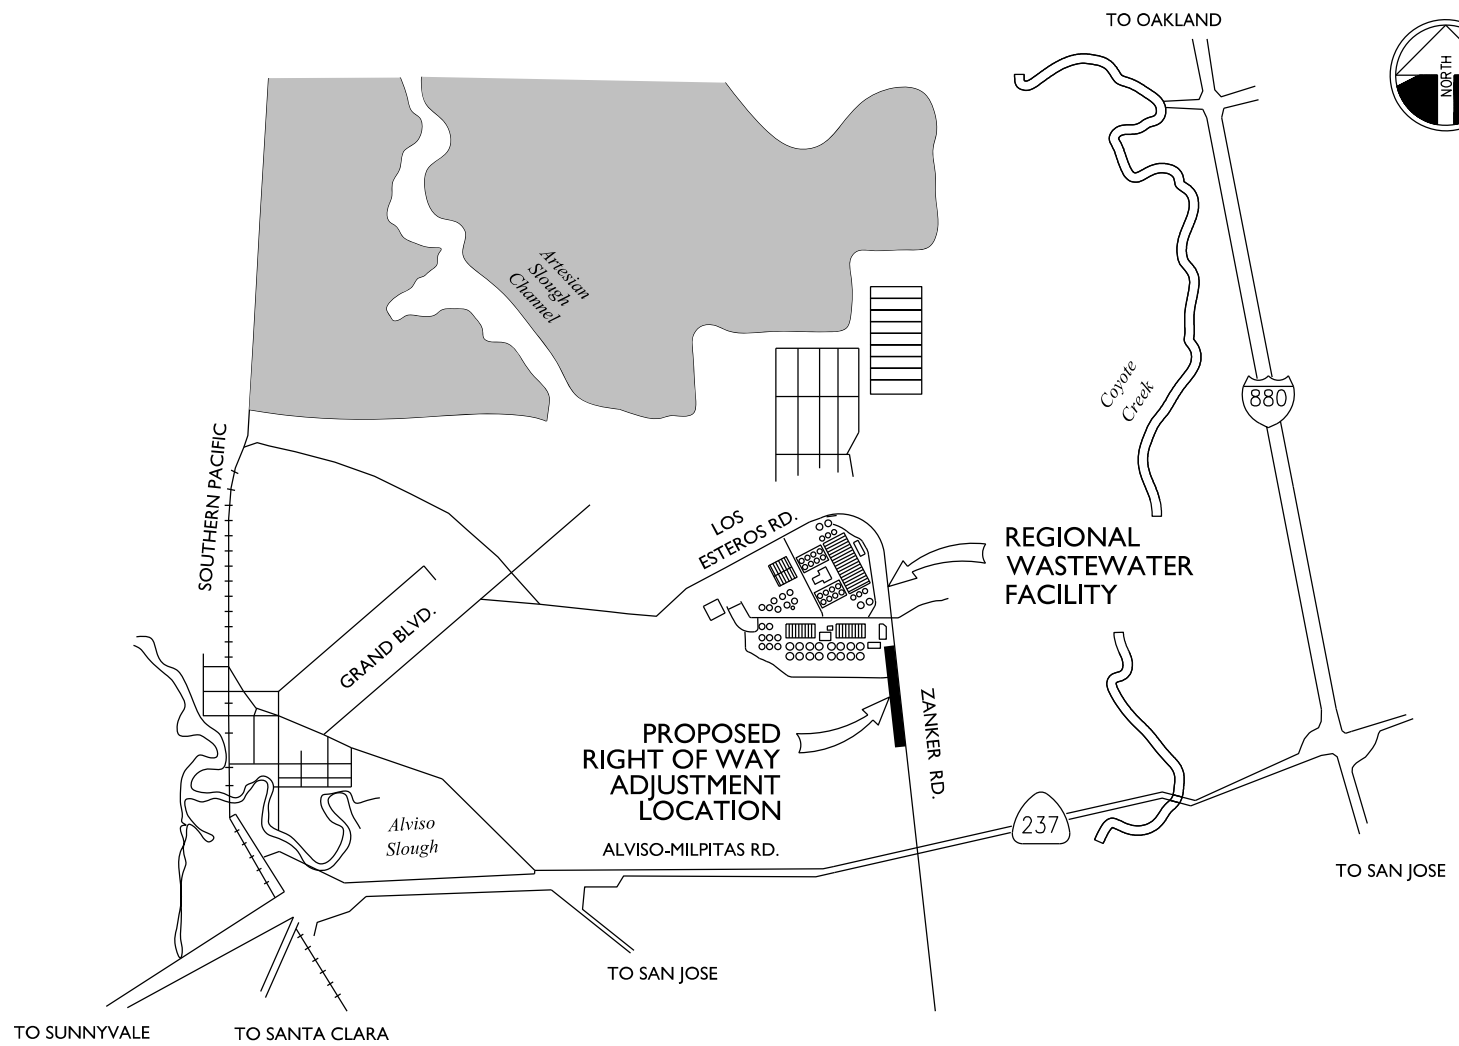 TO OAKLAND
NORTH
Artesian
Slough
Channel
Coyote
Creek
880
SOUTHERN PACIFIC
LOS
ESTEROS RD.
REGIONAL
WASTEWATER
FACILITY
GRAND BLVD.
ZANKER RD.
PROPOSED
RIGHT OF WAY
ADJUSTMENT
LOCATION
237
Alviso
Slough
ALVISO-MILPITAS RD.
TO SAN JOSE
TO SAN JOSE
TO SUNNYVALE
TO SANTA CLARA